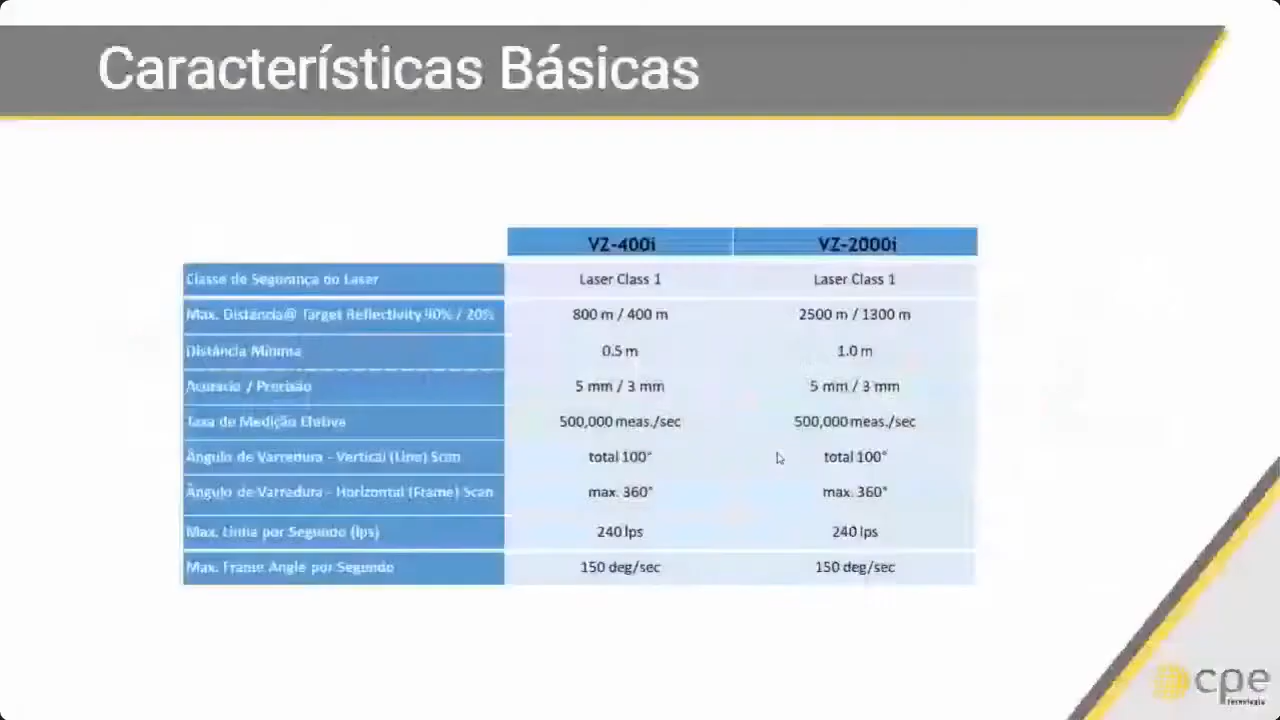 Características Básicas
VZ-400i VZ-2000i
Classe de Segurança do Laser Laser Class 1 Laser Class 1
Max. Distância@ Target Reflectivity 90% / 20% 800 m / 400 m 2500 m / 1300 m
Distância Mínima 0.5 m 1.0 m
Acurácia / Precisão 5 mm / 3 mm 5 mm / 3 mm
Taxa de Medição Efetiva 500,000 meas./sec 500,000 meas./sec
Ângulo de Varredura - Vertical (Line) Scan total 100° total 100°
Ângulo de Varredura - Horizontal (Frame) Scan max. 360° max. 360°
Max. Linha por Segundo (lps) 240 lps 240 lps
Max. Frame Angle por Segundo 150 deg/sec 150 deg/sec
cpe
Tecnologia